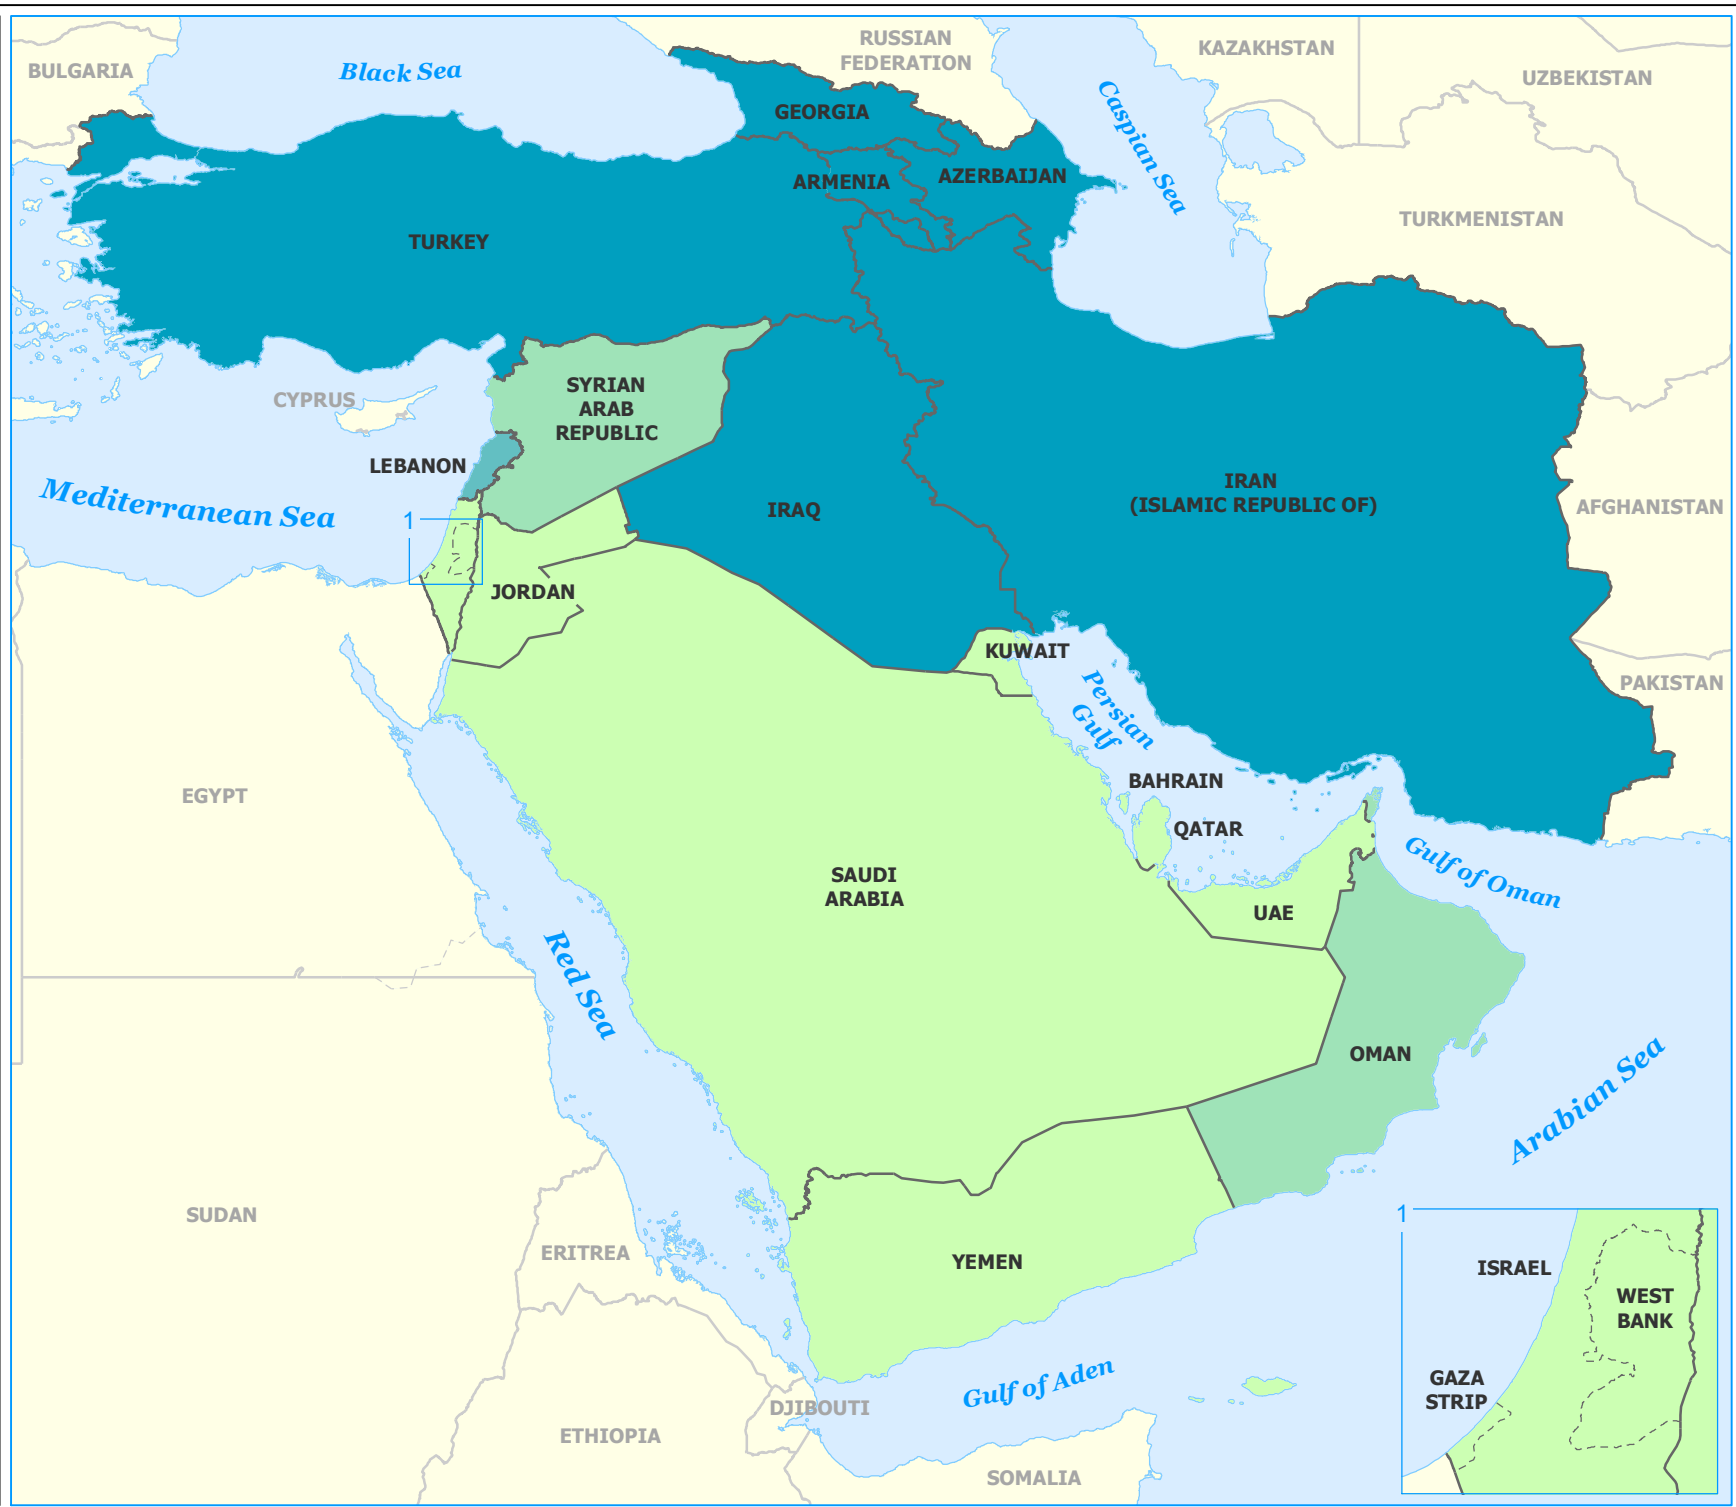 RUSSIAN
FEDERATION
KAZAKHSTAN
BULGARIA
Black Sea
UZBEKISTAN
Caspian Sea
GEORGIA
ARMENIA
AZERBAIJAN
TURKMENISTAN
TURKEY
CYPRUS
SYRIAN
ARAB
REPUBLIC
LEBANON
Mediterranean Sea
1
IRAQ
IRAN
(ISLAMIC REPUBLIC OF)
AFGHANISTAN
JORDAN
KUWAIT
PAKISTAN
Persian
Gulf
EGYPT
BAHRAIN
QATAR
SAUDI
ARABIA
Gulf of Oman
UAE
Red Sea
OMAN
Arabian Sea
SUDAN
ERITREA
YEMEN
1
ISRAEL
WEST
BANK
GAZA
STRIP
Gulf of Aden
DJIBOUTI
ETHIOPIA
SOMALIA